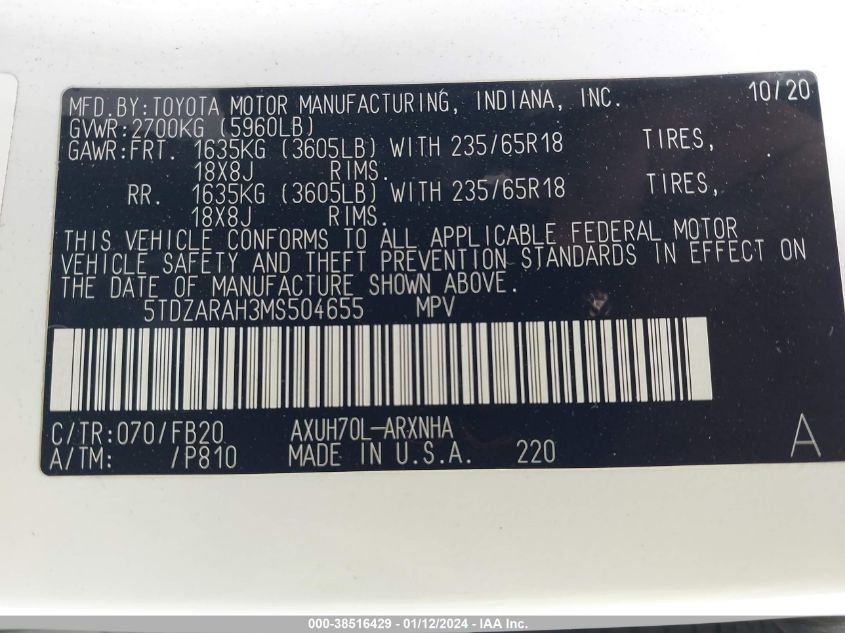 MFD.BY:TOYOTA MOTOR MANUFACTURING, INDIANA, INC. 10/20
GVWR:2700KG (5960LB)
GAWR:FRT. 1635KG (3605LB) WITH 235/65R18 TIRES,
18X8J RIMS.
RR. 1635KG (3605LB) WITH 235/65R18 TIRES,
18X8J RIMS.
THIS VEHICLE CONFORMS TO ALL APPLICABLE FEDERAL MOTOR
VEHICLE SAFETY AND THEFT PREVENTION STANDARDS IN EFFECT ON
THE DATE OF MANUFACTURE SHOWN ABOVE.
5TDZARAH3MS504655 MPV
C/TR:070/FB20 AXUH70L-ARXNHA A
A/TM: /P810 MADE IN U.S.A. 220
000-38516429 - 01/12/2024 - IAA Inc.